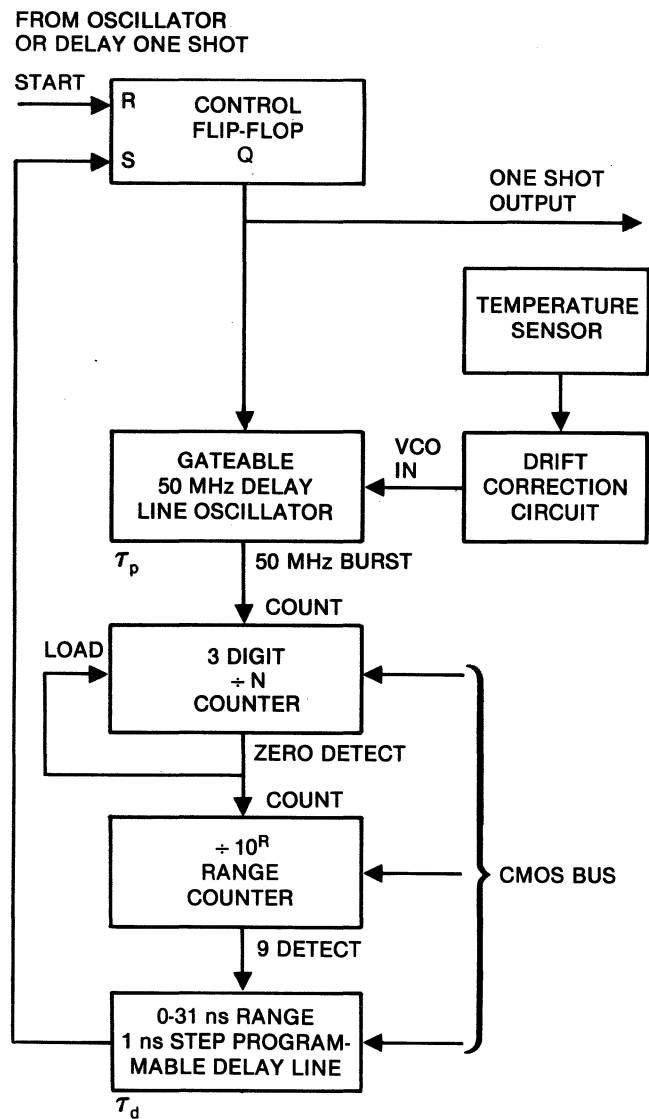 FROM OSCILLATOR
OR DELAY ONE SHOT
START
R
S
CONTROL
FLIP-FLOP
Q
ONE SHOT
OUTPUT
TEMPERATURE
SENSOR
GATEABLE
50 MHz DELAY
LINE OSCILLATOR
VCO
IN
DRIFT
CORRECTION
CIRCUIT
τp
50 MHz BURST
COUNT
LOAD
3 DIGIT
÷ N
COUNTER
ZERO DETECT
COUNT
÷ 10^R
RANGE
COUNTER
CMOS BUS
9 DETECT
0-31 ns RANGE
1 ns STEP PROGRAM-
MABLE DELAY LINE
τd